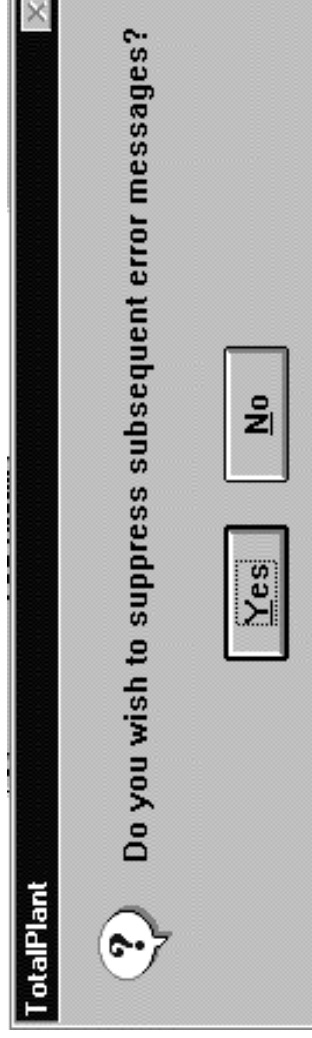 TotalPlant
Do you wish to suppress subsequent error messages?
Yes
No